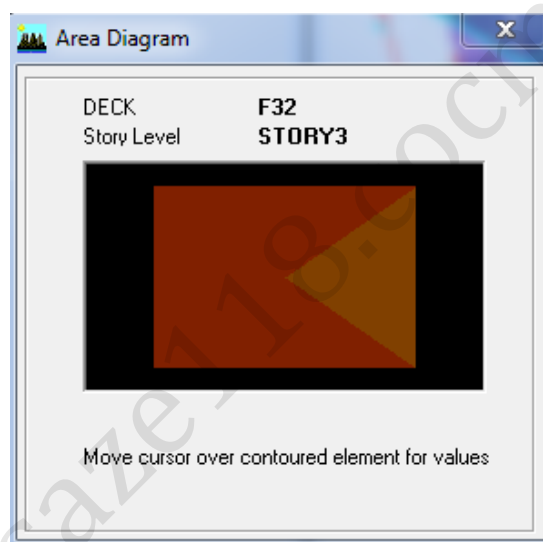 Area Diagram
DECK F32
Story Level STORY3
Move cursor over contoured element for values